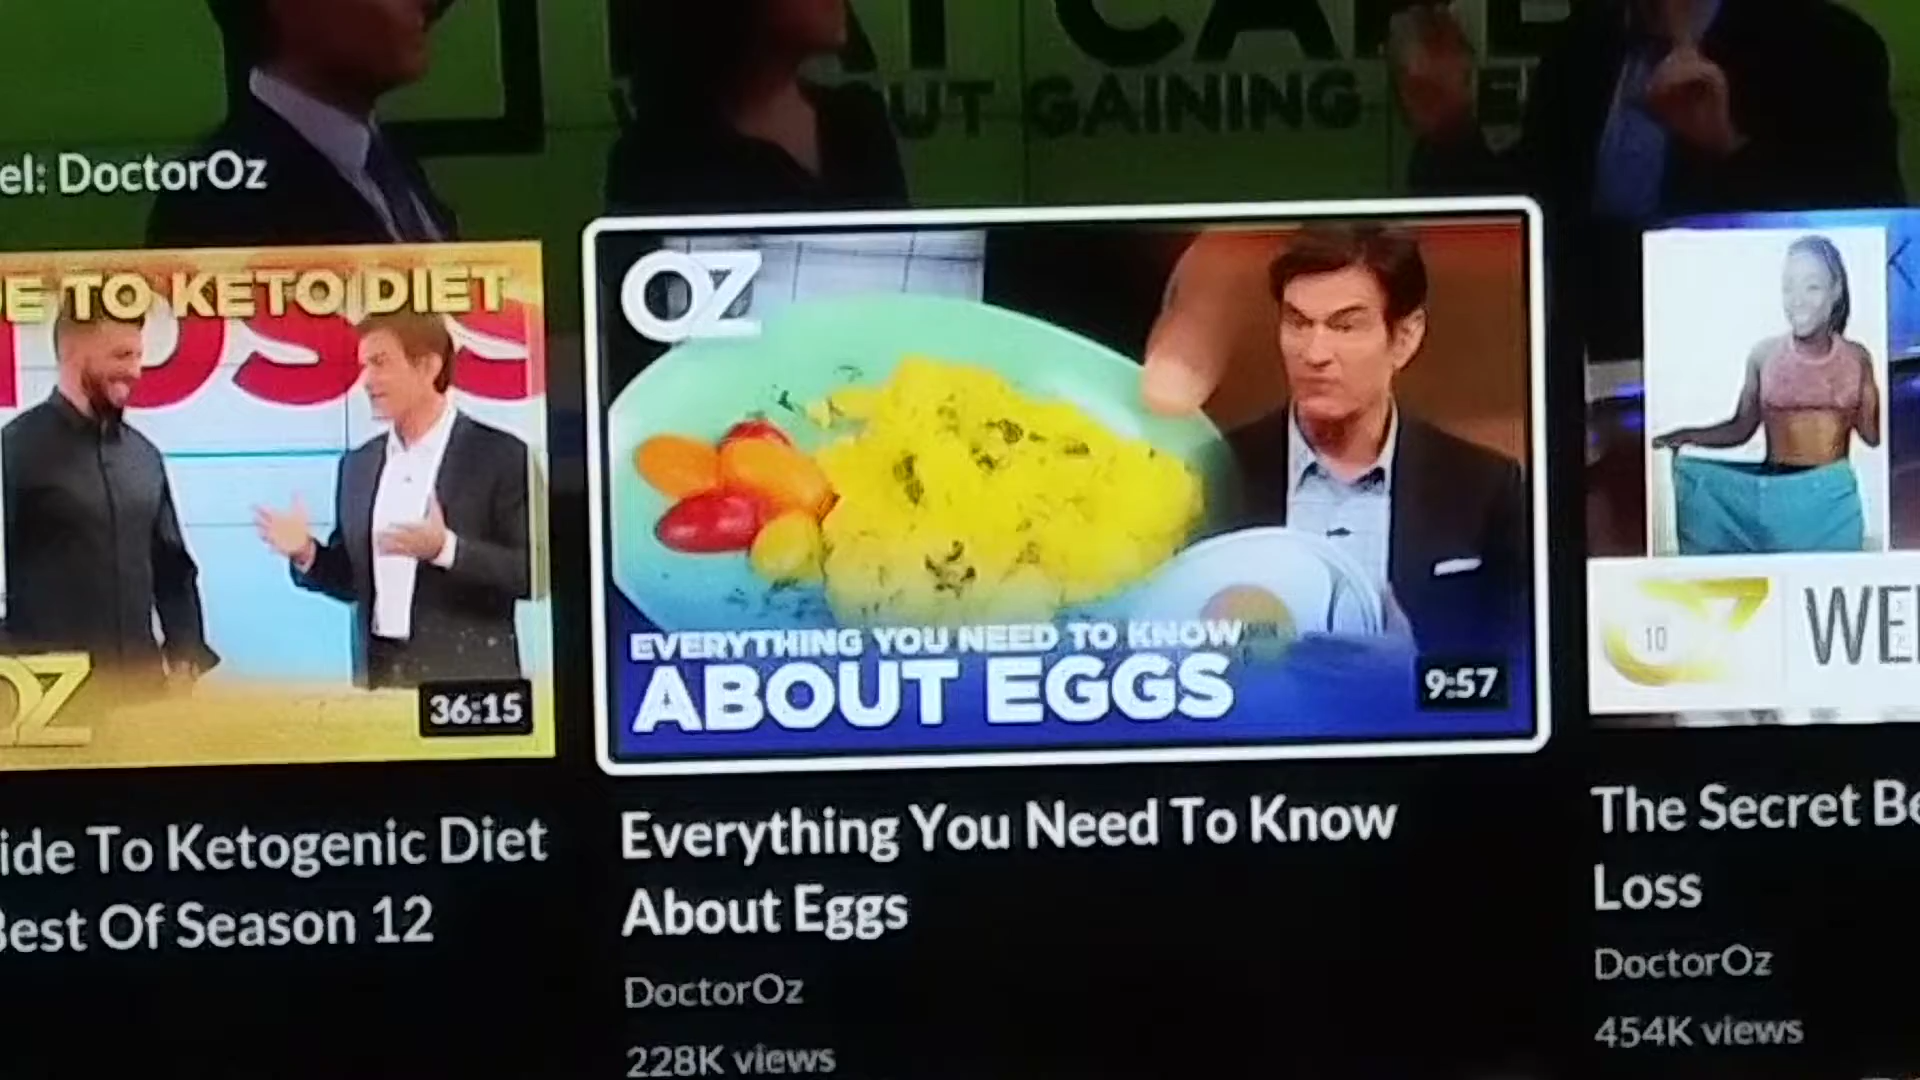 GAINING
el: DoctorOz
E TO KETO DIET
OZ
36:15
ide To Ketogenic Diet
Best Of Season 12
OZ
EVERYTHING YOU NEED TO KNOW
ABOUT EGGS
9:57
Everything You Need To Know
About Eggs
DoctorOz
228K views
10
WE
The Secret Be
Loss
DoctorOz
454K views